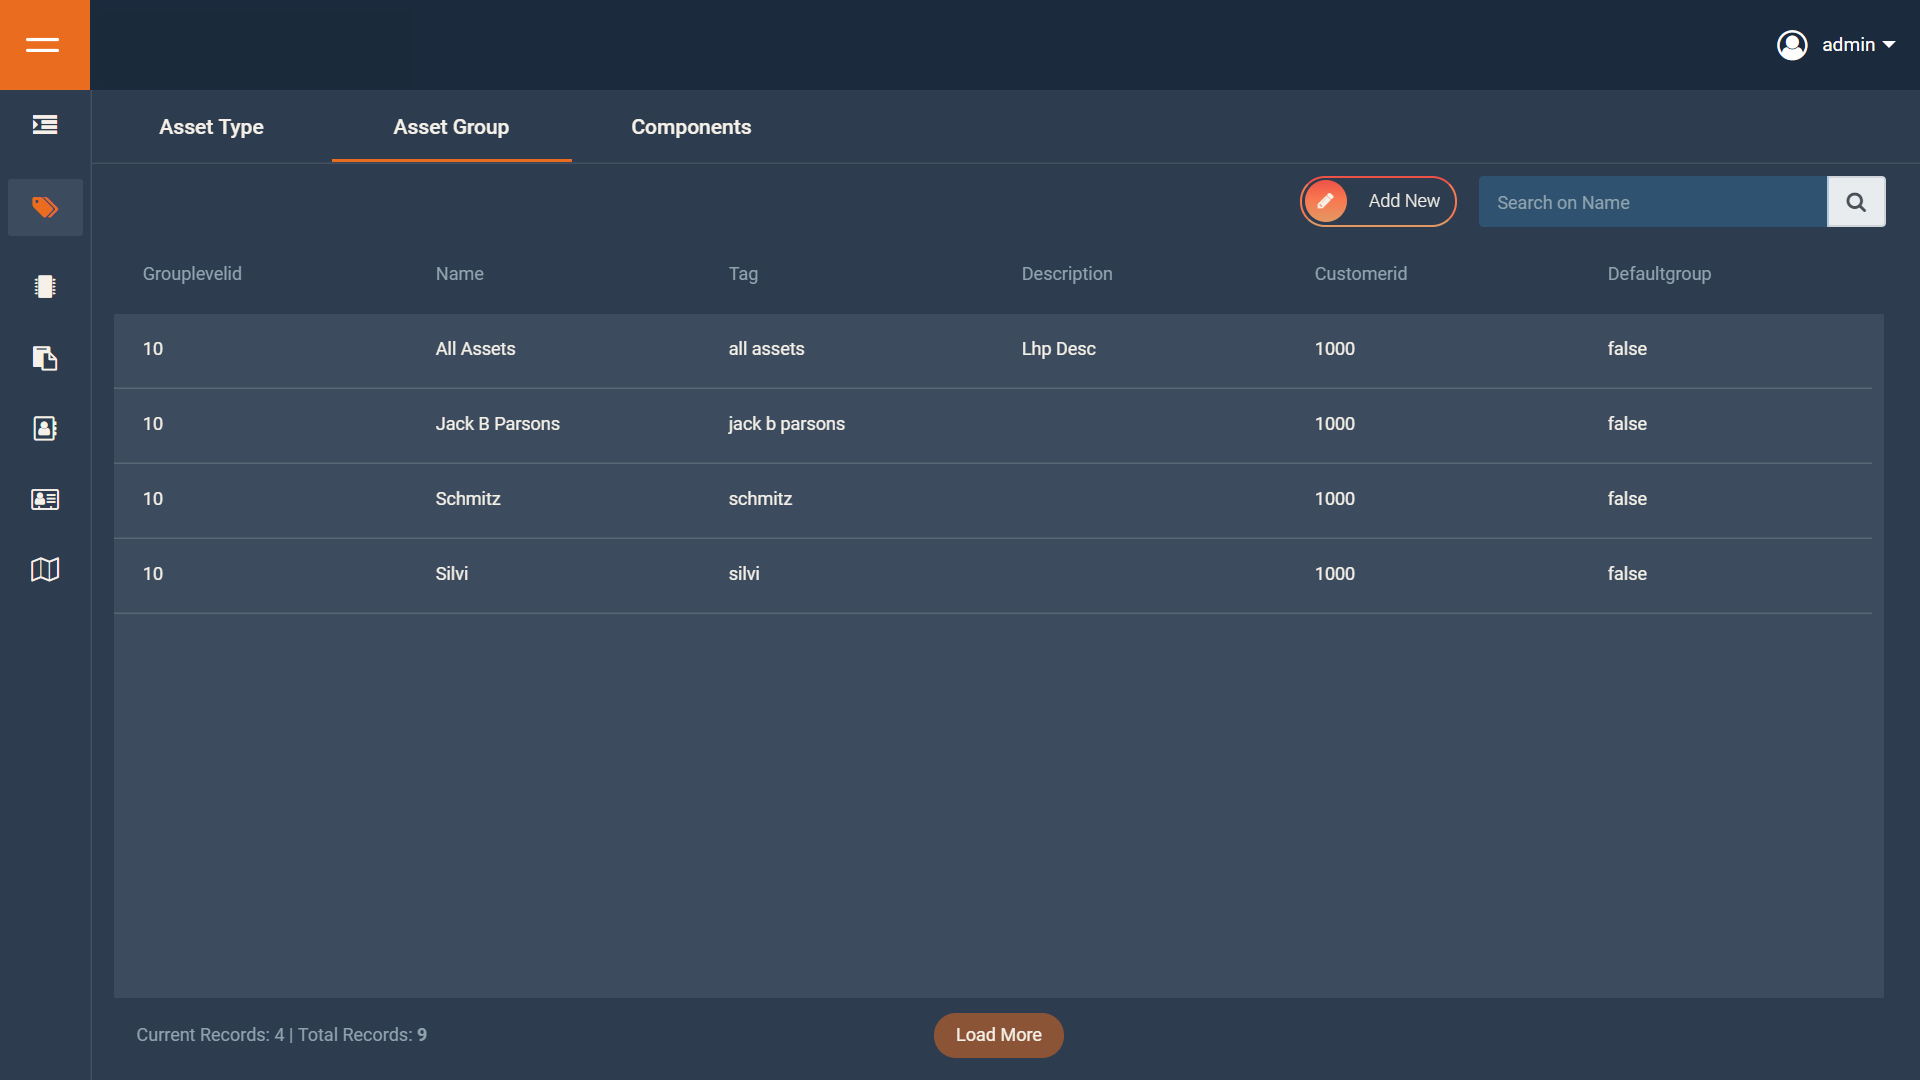 admin
Asset Type Asset Group Components
Add New Search on Name
Grouplevelid Name Tag Description Customerid Defaultgroup
10 All Assets all assets Lhp Desc 1000 false
10 Jack B Parsons jack b parsons 1000 false
10 Schmitz schmitz 1000 false
10 Silvi silvi 1000 false
Current Records: 4 | Total Records: 9 Load More